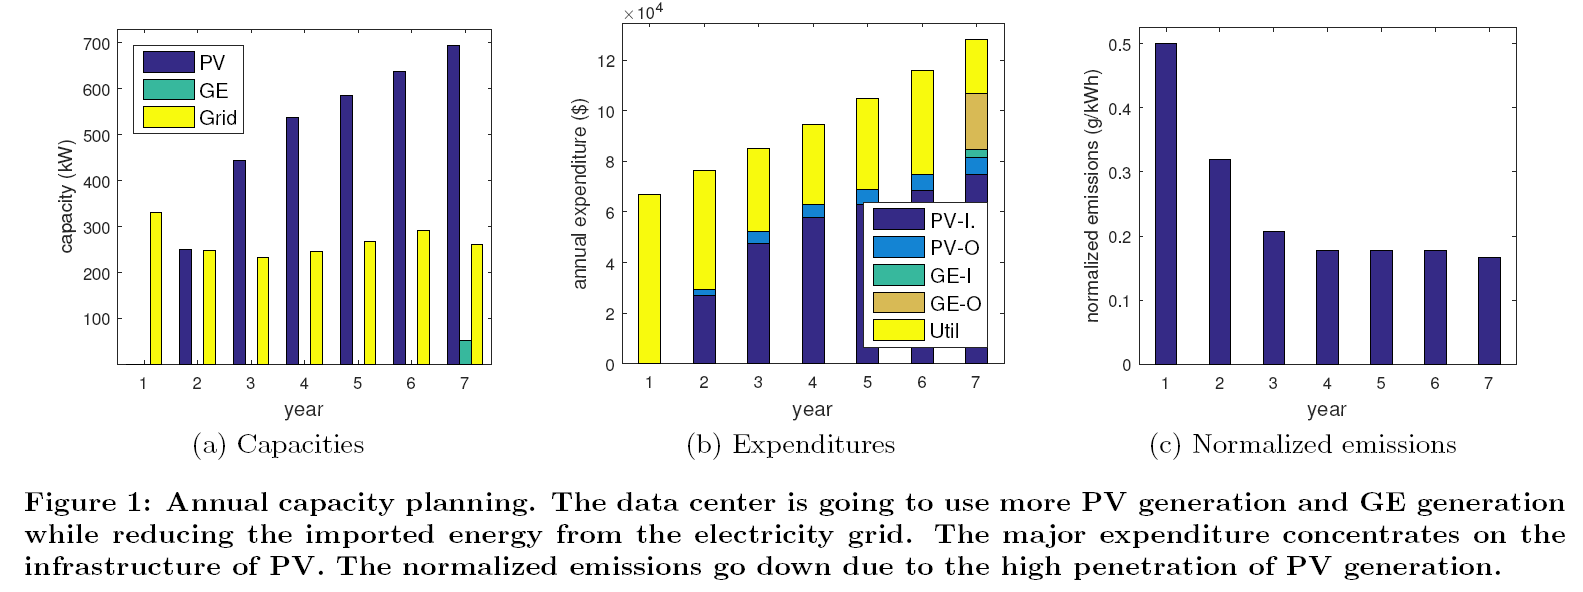 700
600
500
400
300
200
100
capacity (kW)
PV
GE
Grid
1 2 3 4 5 6 7
year
(a) Capacities
×10⁴
12
10
8
6
4
2
0
annual expenditure ($)
PV-I.
PV-O
GE-I
GE-O
Util
1 2 3 4 5 6 7
year
(b) Expenditures
0.5
0.4
0.3
0.2
0.1
0
normalized emissions (g/kWh)
1 2 3 4 5 6 7
year
(c) Normalized emissions
Figure 1: Annual capacity planning. The data center is going to use more PV generation and GE generation
while reducing the imported energy from the electricity grid. The major expenditure concentrates on the
infrastructure of PV. The normalized emissions go down due to the high penetration of PV generation.